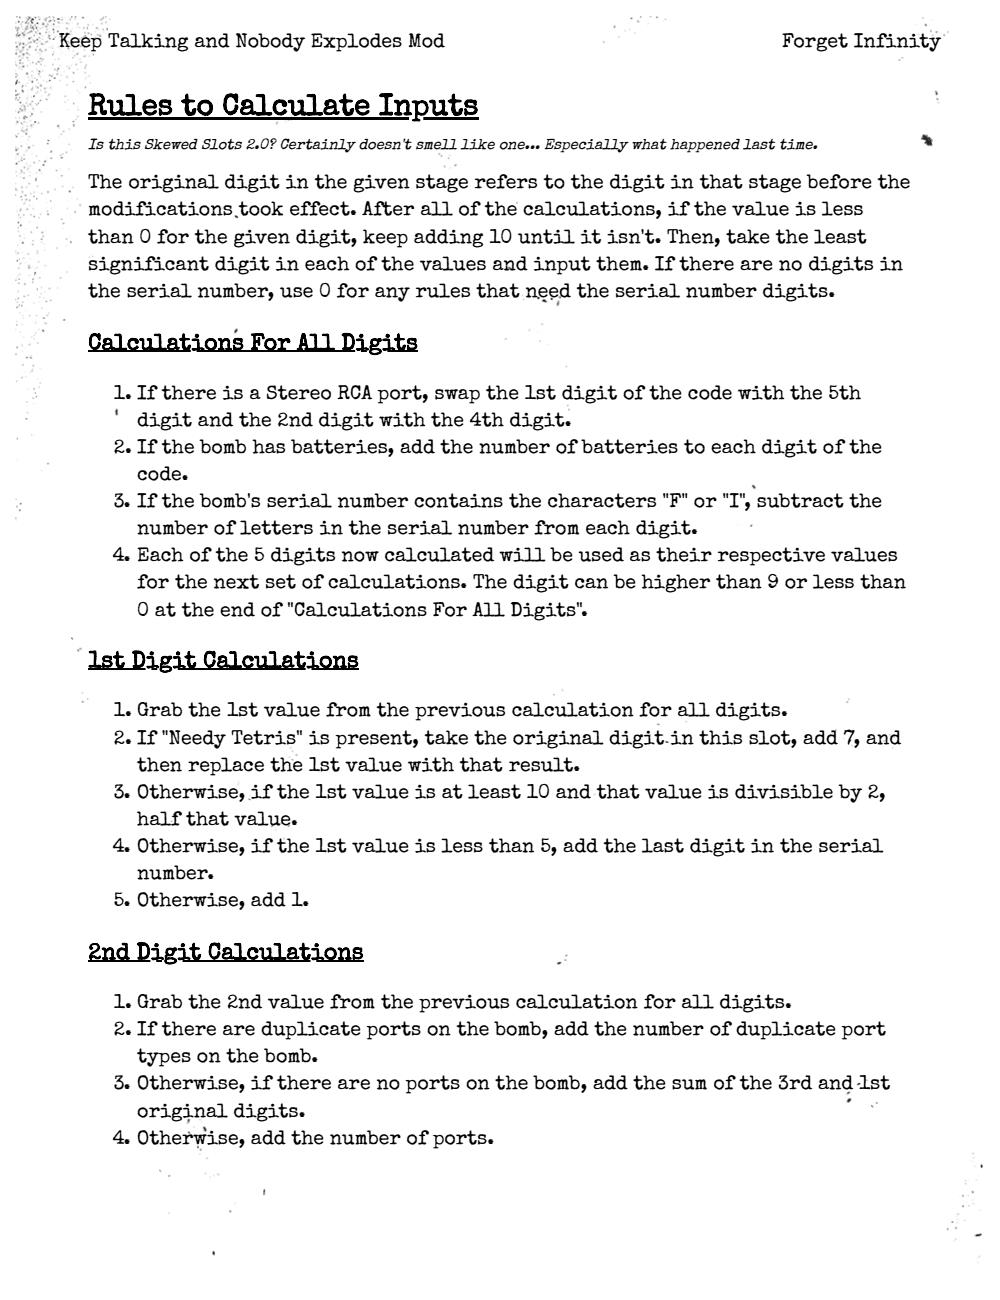 Keep Talking and Nobody Explodes Mod
Forget Infinity
Rules to Calculate Inputs
Is this Skewed Slots 2.0? Certainly doesn't smell like one... Especially what happened last time.
The original digit in the given stage refers to the digit in that stage before the
modifications took effect. After all of the calculations, if the value is less
than 0 for the given digit, keep adding 10 until it isn't. Then, take the least
significant digit in each of the values and input them. If there are no digits in
the serial number, use 0 for any rules that need the serial number digits.
Calculations For All Digits
1. If there is a Stereo RCA port, swap the 1st digit of the code with the 5th
digit and the 2nd digit with the 4th digit.
2. If the bomb has batteries, add the number of batteries to each digit of the
code.
3. If the bomb's serial number contains the characters "F" or "I", subtract the
number of letters in the serial number from each digit.
4. Each of the 5 digits now calculated will be used as their respective values
for the next set of calculations. The digit can be higher than 9 or less than
0 at the end of "Calculations For All Digits".
1st Digit Calculations
1. Grab the 1st value from the previous calculation for all digits.
2. If "Needy Tetris" is present, take the original digit in this slot, add 7, and
then replace the 1st value with that result.
3. Otherwise, if the 1st value is at least 10 and that value is divisible by 2,
half that value.
4. Otherwise, if the 1st value is less than 5, add the last digit in the serial
number.
5. Otherwise, add 1.
2nd Digit Calculations
1. Grab the 2nd value from the previous calculation for all digits.
2. If there are duplicate ports on the bomb, add the number of duplicate port
types on the bomb.
3. Otherwise, if there are no ports on the bomb, add the sum of the 3rd and 1st
original digits.
4. Otherwise, add the number of ports.